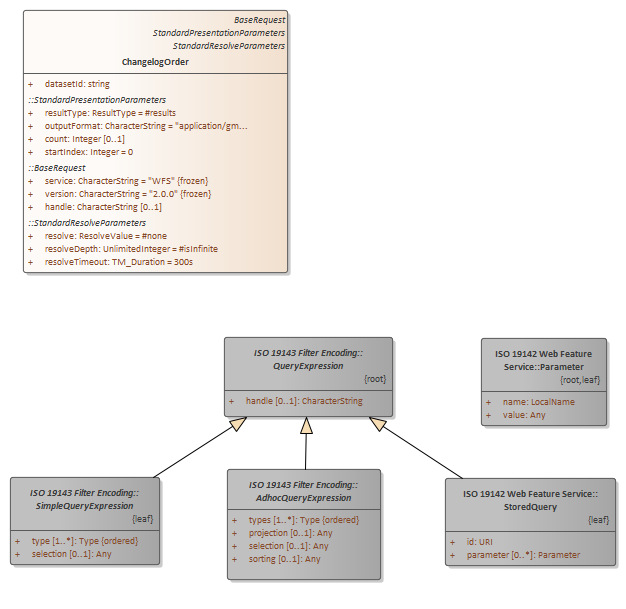 BaseRequest
StandardPresentationParameters
StandardResolveParameters
ChangelogOrder
+ datasetId: string
::StandardPresentationParameters
+ resultType: ResultType = #results
+ outputFormat: CharacterString = "application/gm...
+ count: Integer [0..1]
+ startIndex: Integer = 0
::BaseRequest
+ service: CharacterString = "WFS" {frozen}
+ version: CharacterString = "2.0.0" {frozen}
+ handle: CharacterString [0..1]
::StandardResolveParameters
+ resolve: ResolveValue = #none
+ resolveDepth: UnlimitedInteger = #isInfinite
+ resolveTimeout: TM_Duration = 300s
ISO 19143 Filter Encoding::
QueryExpression
{root}
+ handle [0..1]: CharacterString
ISO 19142 Web Feature
Service::Parameter
{root,leaf}
+ name: LocalName
+ value: Any
ISO 19143 Filter Encoding::
SimpleQueryExpression
{leaf}
+ type [1..*]: Type {ordered}
+ selection [0..1]: Any
ISO 19143 Filter Encoding::
AdhocQueryExpression
+ types [1..*]: Type {ordered}
+ projection [0..1]: Any
+ selection [0..1]: Any
+ sorting [0..1]: Any
ISO 19142 Web Feature Service::
StoredQuery
{leaf}
+ id: URI
+ parameter [0..*]: Parameter